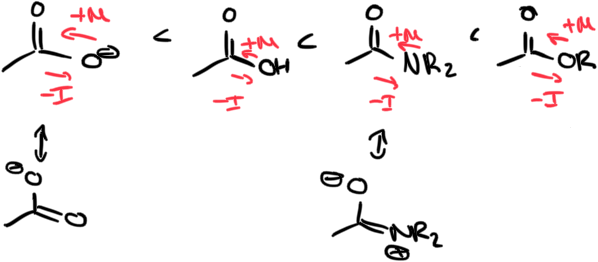 O O O O
+M +M +M +M
< < <
O⊖ OH NR₂ OR
-I -I -I -I
⊖O ⊖O
O NR₂
⊕